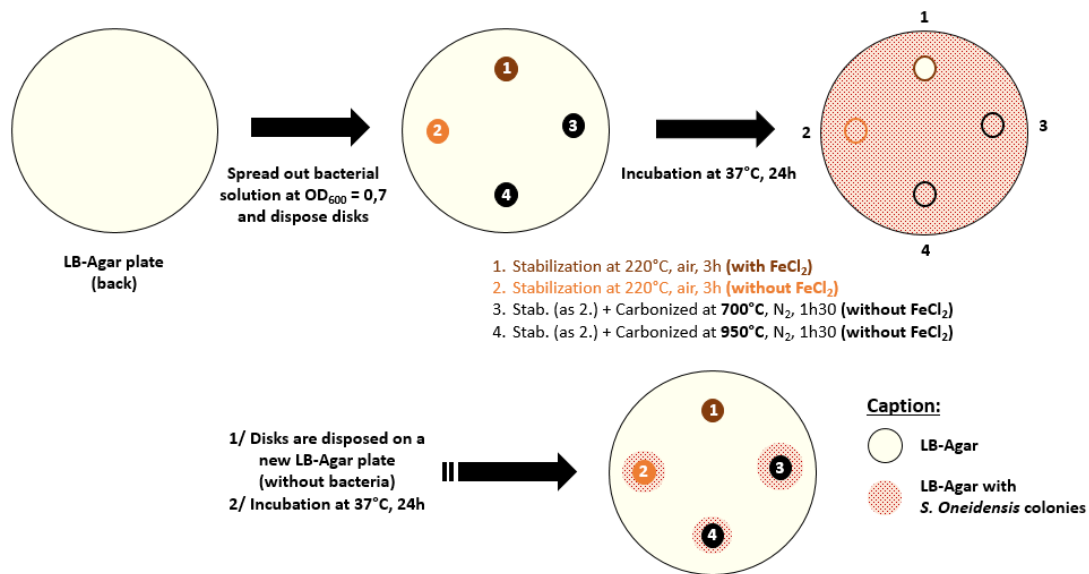 1
1
2
3
4
2
3
4
Spread out bacterial
solution at OD600 = 0,7
and dispose disks
Incubation at 37°C, 24h
LB-Agar plate
(back)
1. Stabilization at 220°C, air, 3h (with FeCl2)
2. Stabilization at 220°C, air, 3h (without FeCl2)
3. Stab. (as 2.) + Carbonized at 700°C, N2, 1h30 (without FeCl2)
4. Stab. (as 2.) + Carbonized at 950°C, N2, 1h30 (without FeCl2)
1/ Disks are disposed on a
new LB-Agar plate
(without bacteria)
2/ Incubation at 37°C, 24h
1
2
3
4
Caption:
LB-Agar
LB-Agar with
S. Oneidensis colonies